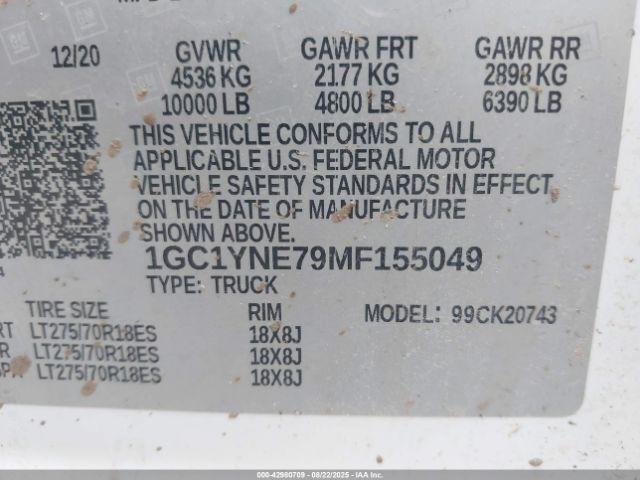 12/20 GVWR GAWR FRT GAWR RR
4536 KG 2177 KG 2898 KG
10000 LB 4800 LB 6390 LB
THIS VEHICLE CONFORMS TO ALL
APPLICABLE U.S. FEDERAL MOTOR
VEHICLE SAFETY STANDARDS IN EFFECT
ON THE DATE OF MANUFACTURE
SHOWN ABOVE.
1GC1YNE79MF155049
TYPE: TRUCK
TIRE SIZE RIM MODEL: 99CK20743
RT LT275/70R18ES 18X8J
R LT275/70R18ES 18X8J
LT275/70R18ES 18X8J
000-42980709 - 08/22/2025 - IAAI.COM